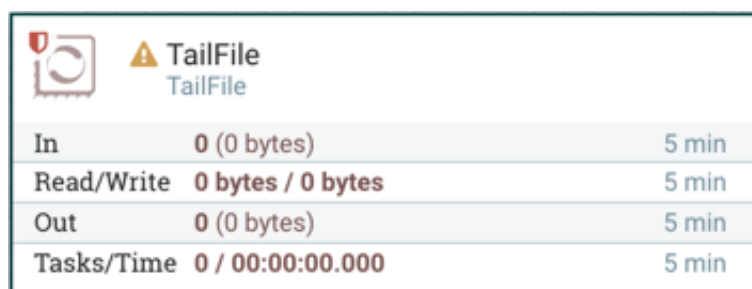 TailFile
TailFile
In 0 (0 bytes) 5 min
Read/Write 0 bytes / 0 bytes 5 min
Out 0 (0 bytes) 5 min
Tasks/Time 0 / 00:00:00.000 5 min